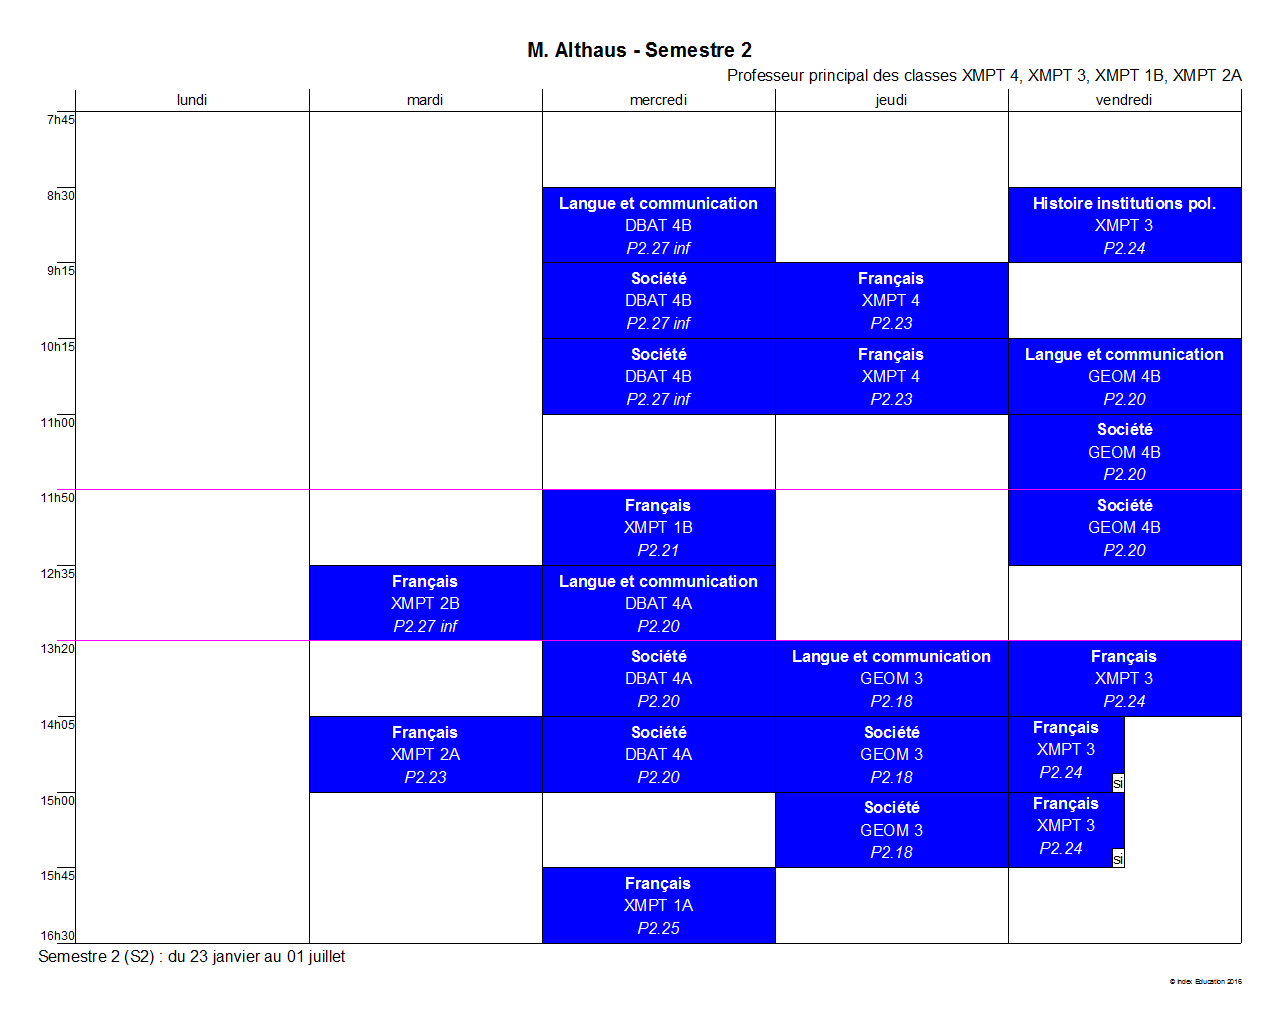 M. Althaus - Semestre 2
Professeur principal des classes XMPT 4, XMPT 3, XMPT 1B, XMPT 2A
lundi mardi mercredi jeudi vendredi
7h45
8h30
Langue et communication
DBAT 4B
P2.27 inf
Histoire institutions pol.
XMPT 3
P2.24
9h15
Société
DBAT 4B
P2.27 inf
Français
XMPT 4
P2.23
10h15
Société
DBAT 4B
P2.27 inf
Français
XMPT 4
P2.23
Langue et communication
GEOM 4B
P2.20
11h00
Société
GEOM 4B
P2.20
11h50
Français
XMPT 1B
P2.21
Société
GEOM 4B
P2.20
12h35
Français
XMPT 2B
P2.27 inf
Langue et communication
DBAT 4A
P2.20
13h20
Société
DBAT 4A
P2.20
Langue et communication
GEOM 3
P2.18
Français
XMPT 3
P2.24
14h05
Français
XMPT 2A
P2.23
Société
DBAT 4A
P2.20
Société
GEOM 3
P2.18
Français
XMPT 3
P2.24
si
15h00
Société
GEOM 3
P2.18
Français
XMPT 3
P2.24
si
15h45
Français
XMPT 1A
P2.25
16h30
Semestre 2 (S2) : du 23 janvier au 01 juillet
© Index Education 2016